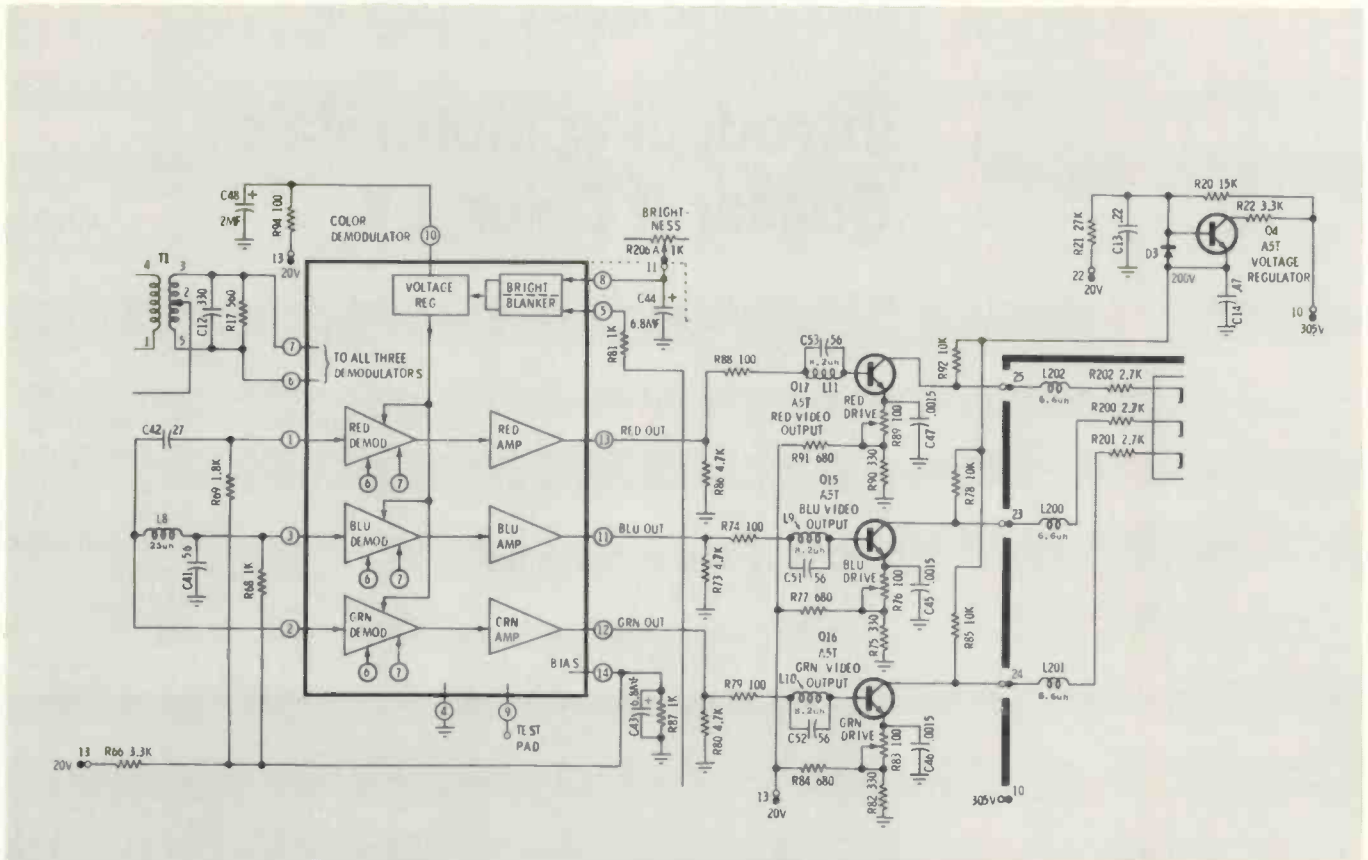 C48
+
2MF
R94 100
13
20V
COLOR
DEMODULATOR
10
BRIGHT-
NESS
R206A 1K
11
R20 15K
R22 3.3K
R21 27K
C13 .22
22
20V
D3
Q4
A5T
VOLTAGE
REGULATOR
200V
.47
C14
10
305V
T1
4
3
2
1
5
C12 330
R17 560
7
6
TO ALL THREE
DEMODULATORS
VOLTAGE
REG
BRIGHT
BLANKER
8
5
+
C44
6.8MF
R81 1K
R88 100
C53 56
8.2uh
L11
Q17
A5T
RED VIDEO
OUTPUT
RED
DRIVE
R89 100
C47 .0015
R91 680
R90 330
R92 10K
25
L202
6.6uh
R202 2.7K
R200 2.7K
R201 2.7K
C42 27
1
R69 1.8K
RED
DEMOD
6
7
RED
AMP
13
RED OUT
R86 4.7K
L8
25uh
C41 56
3
R68 1K
BLU
DEMOD
6
7
BLU
AMP
11
BLU OUT
R73 4.7K
R74 100
L9
8.2uh
C51 56
Q15
A5T
BLU VIDEO
OUTPUT
BLU
DRIVE
R76 100
C45 .0015
R77 680
R75 330
R78 10K
23
L200
6.6uh
2
GRN
DEMOD
6
7
GRN
AMP
12
GRN OUT
BIAS
14
C43 6.8MF
+
R87 1K
4
9
TEST
PAD
R80 4.7K
R79 100
Q16
A5T
GRN VIDEO
OUTPUT
L10
8.2uh
C52 56
GRN
DRIVE
R83 100
C46 .0015
R84 680
R82 330
R85 10K
24
L201
6.6uh
13
20V
R66 3.3K
13
20V
305V
10